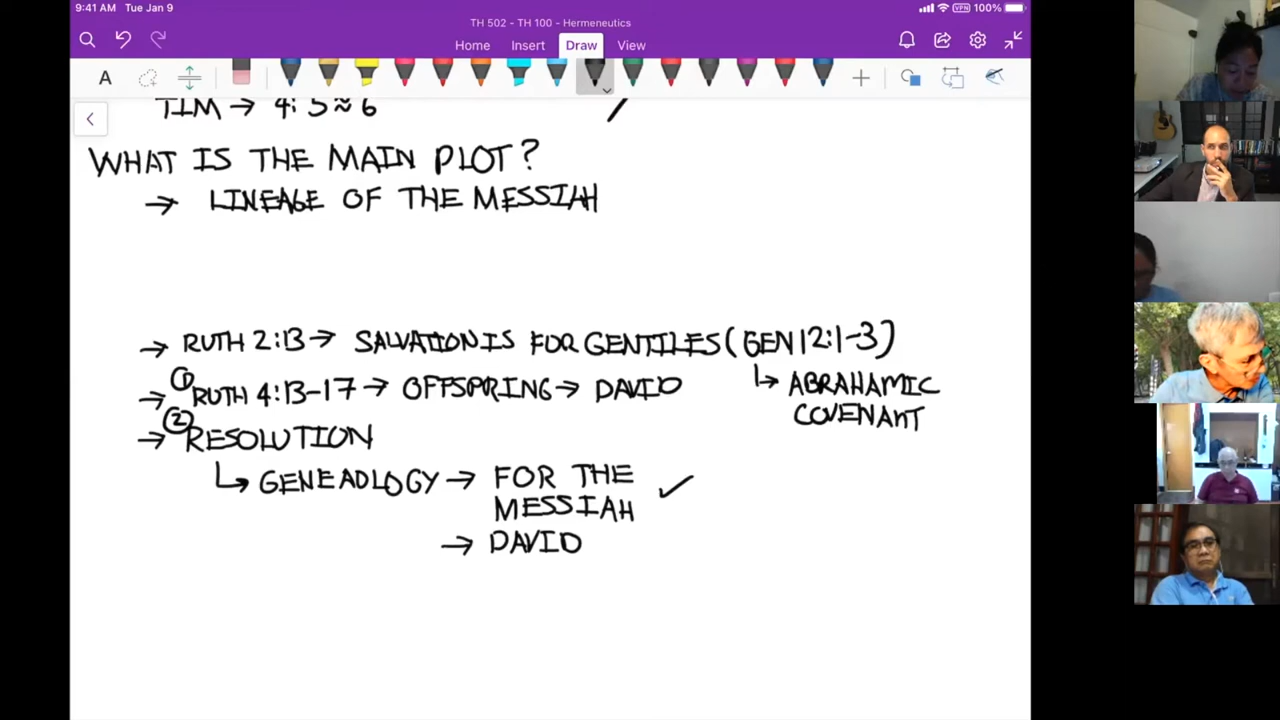 9:41 AM Tue Jan 9
VPN 100%
TH 502 - TH 100 - Hermeneutics
Home Insert Draw View
A
TIM → 4: 5 ≈ 6
WHAT IS THE MAIN PLOT?
→ LINEAGE OF THE MESSIAH
→ RUTH 2:13 → SALVATION IS FOR GENTILES (GEN 12:1-3)
↳ ABRAHAMIC
COVENANT
→ ① RUTH 4:13-17 → OFFSPRING → DAVID
→ ② RESOLUTION
↳ GENEADLOGY → FOR THE
MESSIAH ✓
→ DAVID